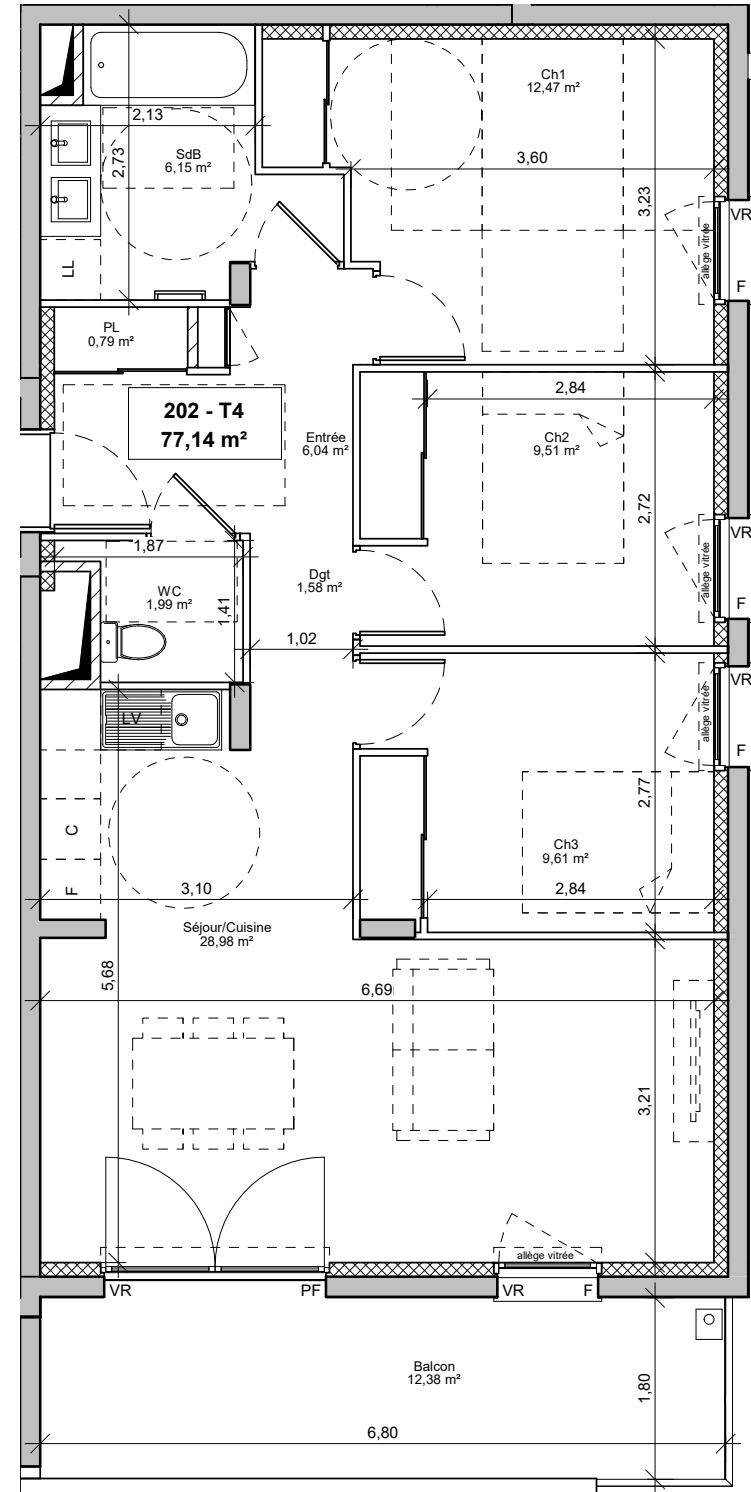 Ch1
12,47 m²
2,13
SdB
6,15 m²
2,73
3,60
3,23
VR
allège vitrée
F
LL
PL
0,79 m²
202 - T4
77,14 m²
2,84
Entrée
6,04 m²
Ch2
9,51 m²
2,72
VR
allège vitrée
F
1,87
WC
1,99 m²
1,41
Dgt
1,58 m²
1,02
VR
allège vitrée
F
LV
2,77
C
Ch3
9,61 m²
F
3,10
2,84
Séjour/Cuisine
28,98 m²
5,68
6,69
3,21
allège vitrée
VR
PF
VR
F
Balcon
12,38 m²
1,80
6,80